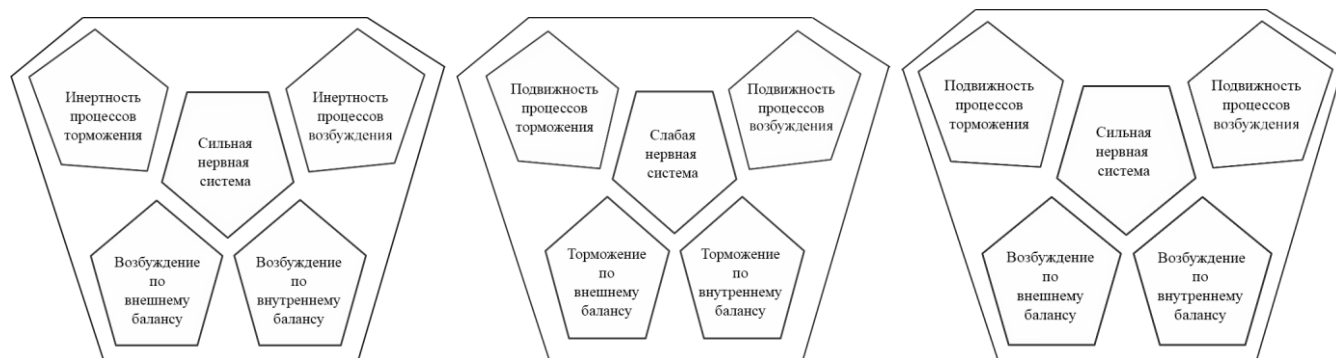 Инертность
процессов
торможения
Инертность
процессов
возбуждения
Сильная
нервная
система
Возбуждение
по
внешнему
балансу
Возбуждение
по
внутреннему
балансу
Подвижность
процессов
торможения
Подвижность
процессов
возбуждения
Слабая
нервная
система
Торможение
по
внешнему
балансу
Торможение
по
внутреннему
балансу
Подвижность
процессов
торможения
Подвижность
процессов
возбуждения
Сильная
нервная
система
Возбуждение
по
внешнему
балансу
Возбуждение
по
внутреннему
балансу